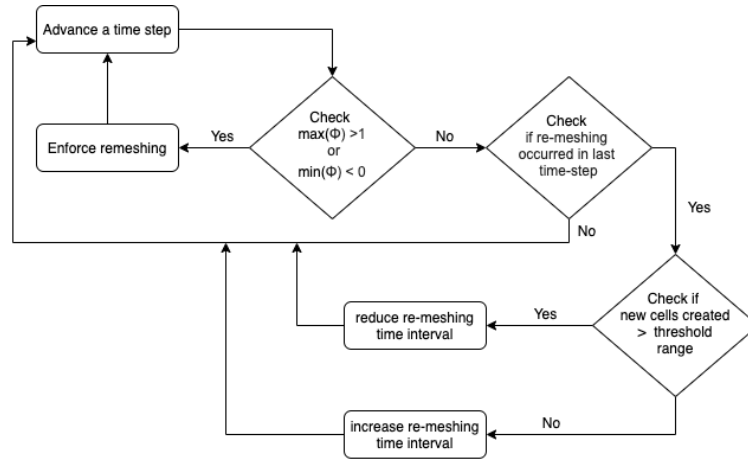 Advance a time step
Check
max(Φ) >1
or
min(Φ) < 0
Yes
Enforce remeshing
No
Check
if re-meshing
occurred in last
time-step
No
Yes
Check if
new cells created
> threshold
range
Yes
reduce re-meshing
time interval
No
increase re-meshing
time interval